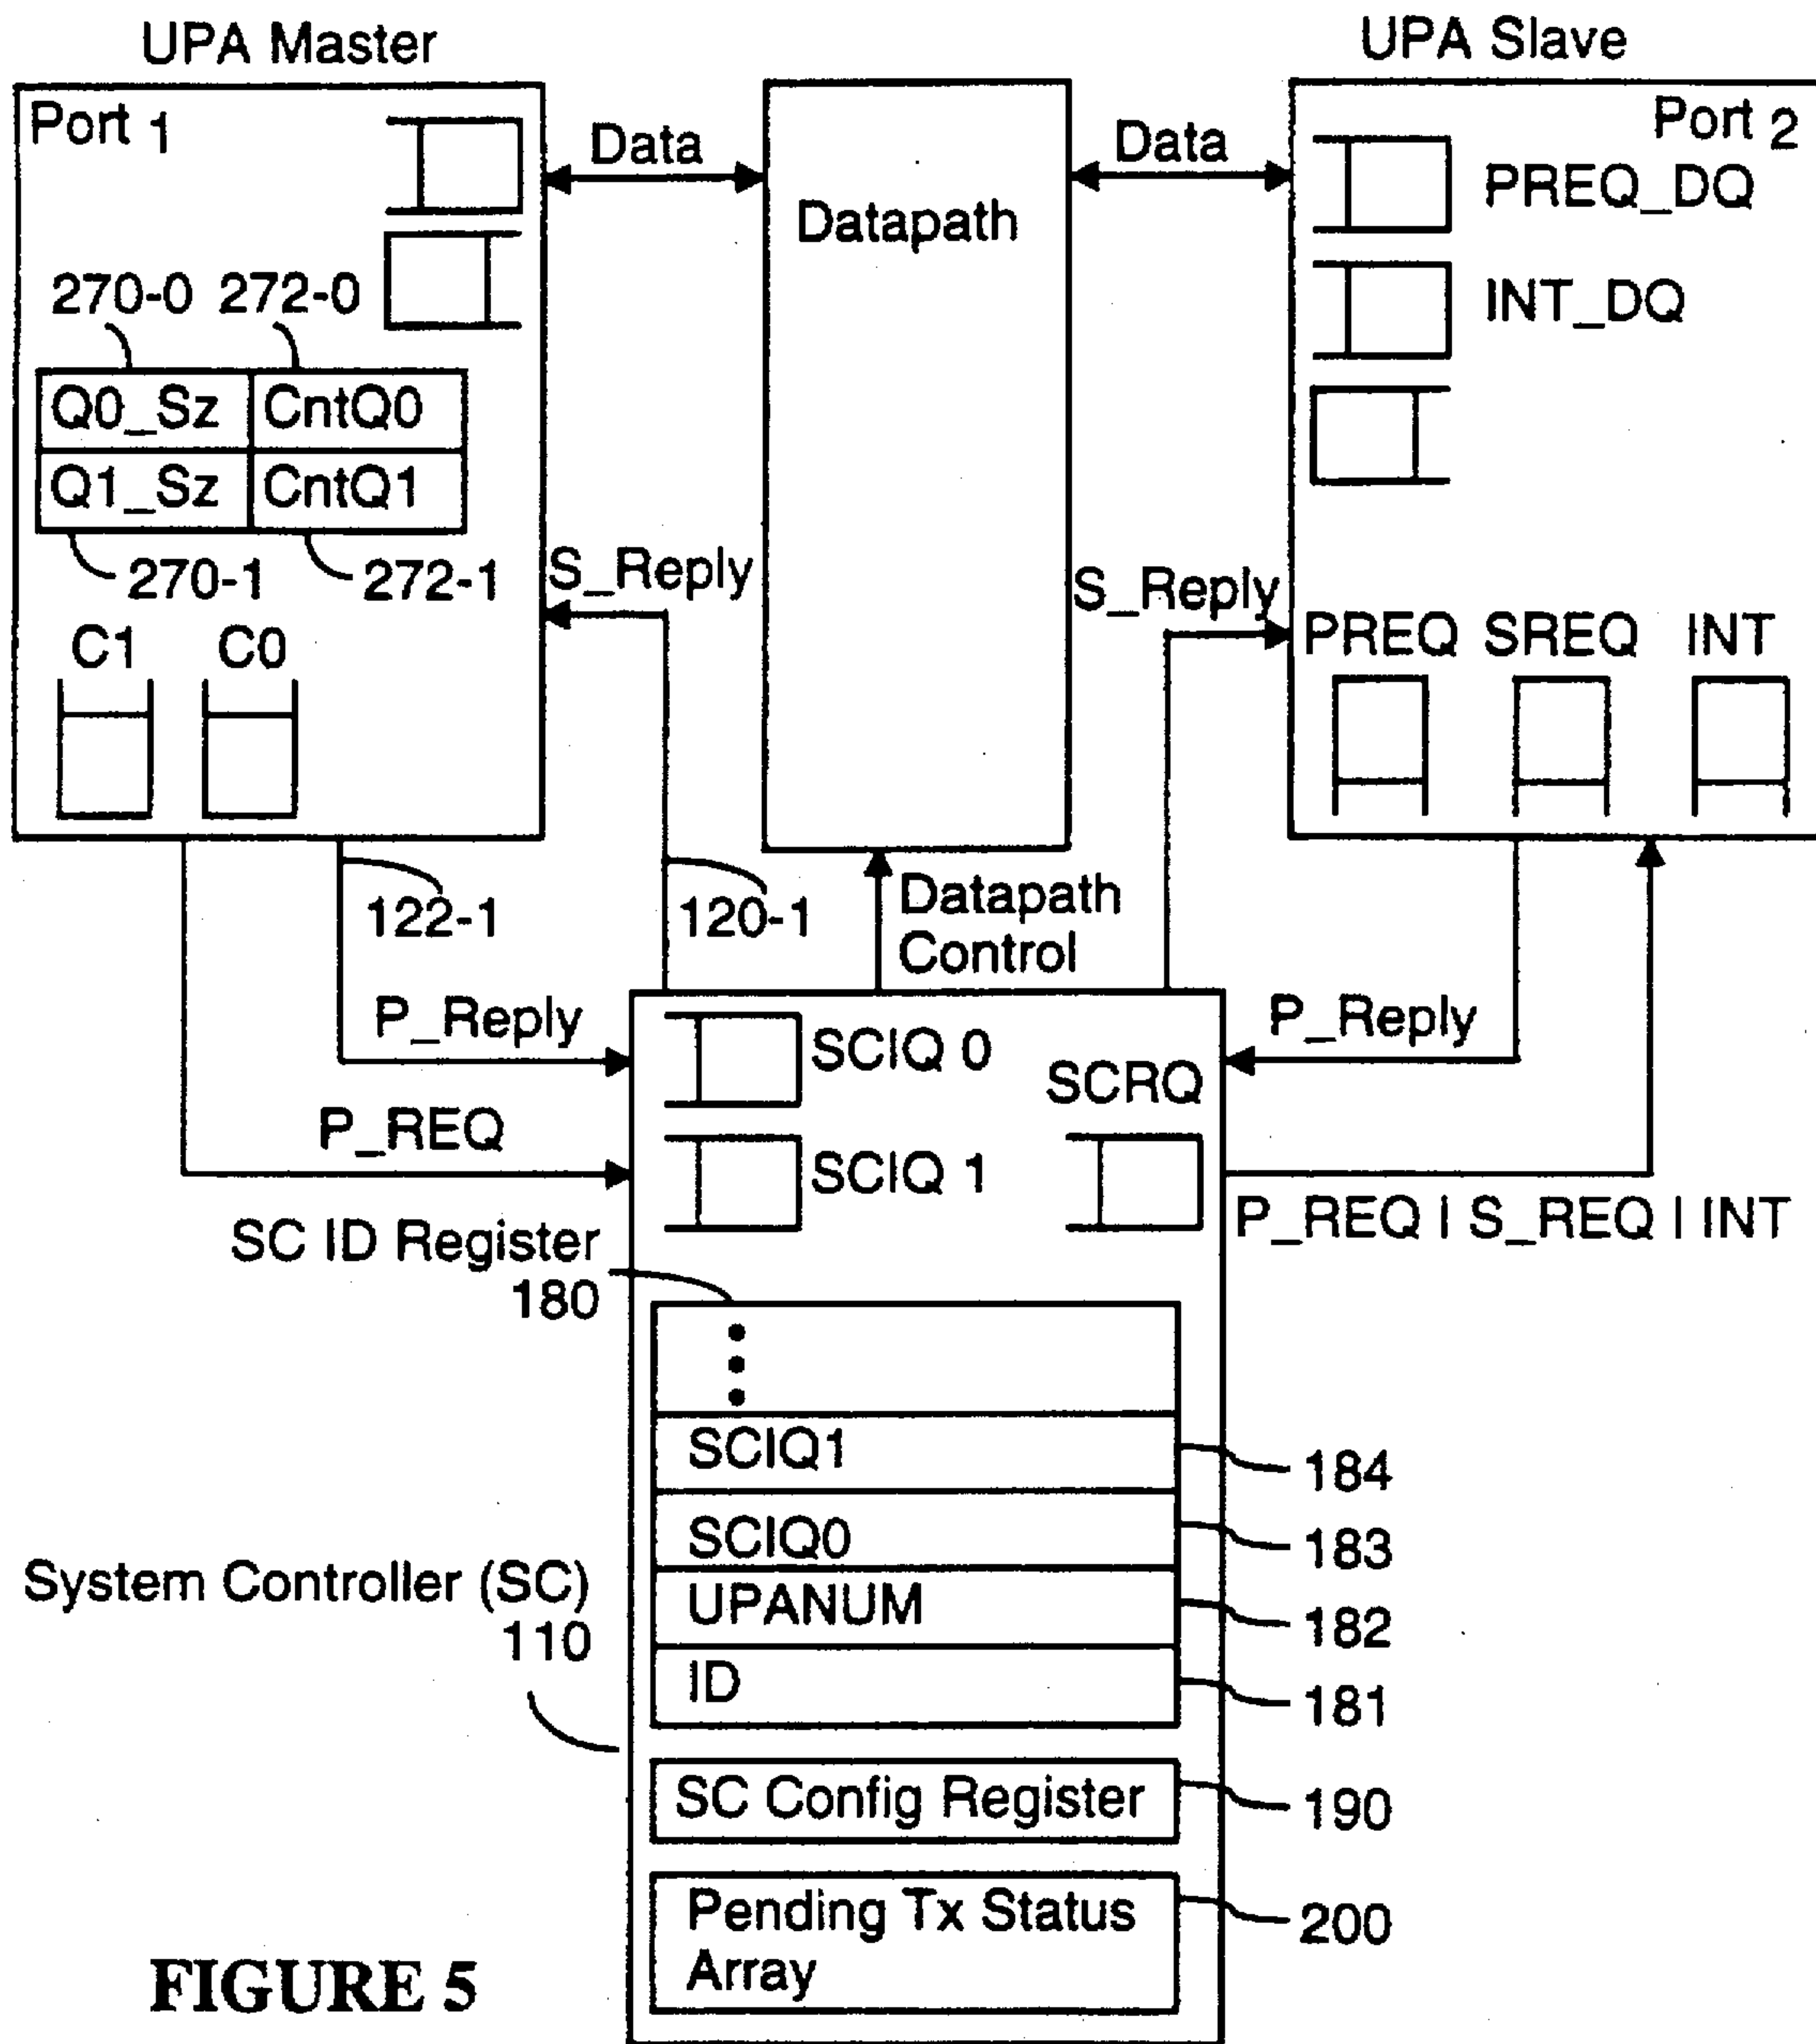 UPA Master
UPA Slave
Port 1
Data
Data
Port 2
PREQ_DQ
Datapath
270-0 272-0
INT_DQ
Q0_Sz CntQ0
Q1_Sz CntQ1
270-1 272-1
S_Reply
S_Reply
C1 C0
PREQ SREQ INT
122-1
120-1
Datapath
Control
P_Reply
SCIQ 0
P_Reply
SCRQ
P_REQ
SCIQ 1
P_REQ I S_REQ I INT
SC ID Register
180
SCIQ1
184
SCIQ0
183
System Controller (SC)
110
UPANUM
182
ID
181
SC Config Register
190
Pending Tx Status
Array
200
FIGURE 5